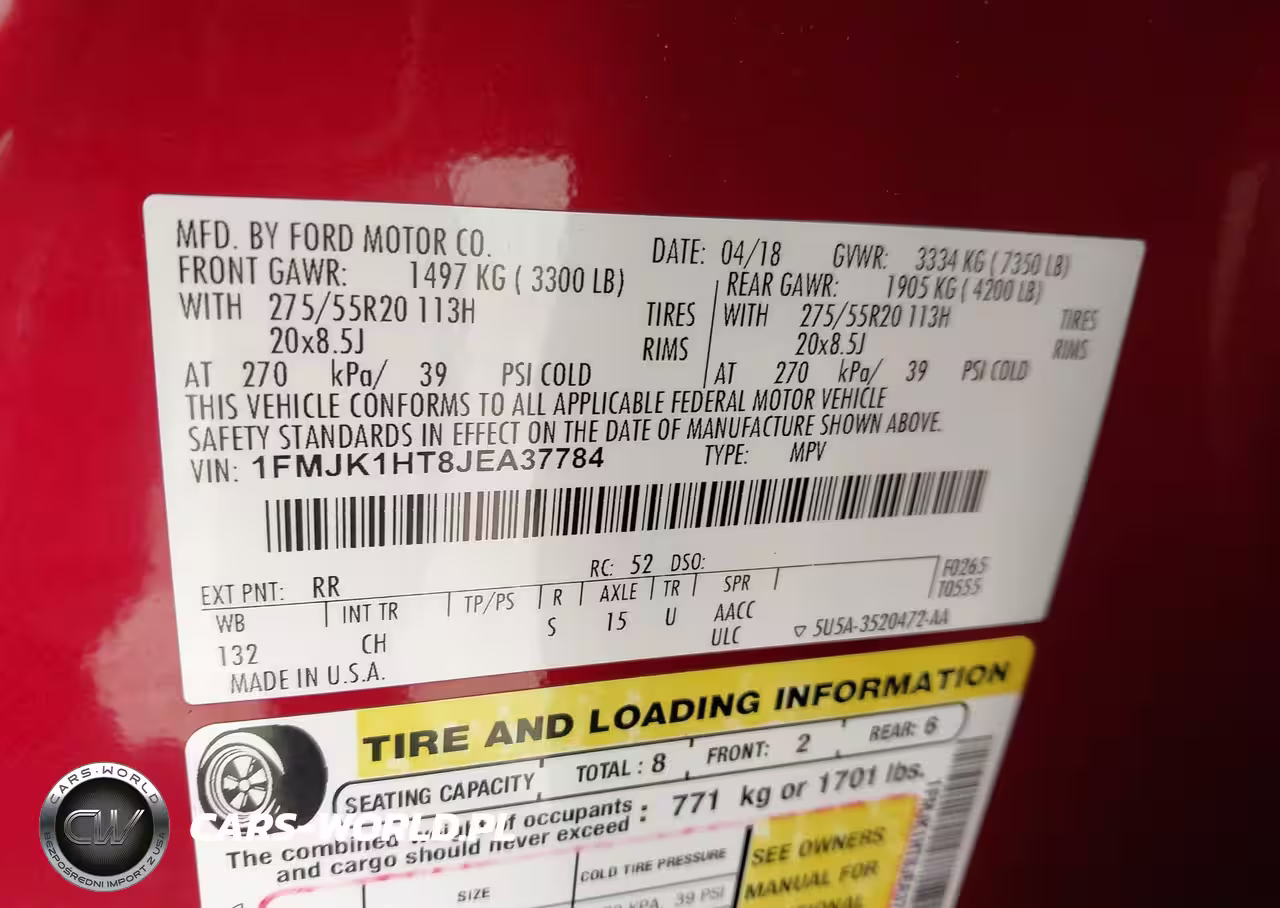 MFD. BY FORD MOTOR CO. DATE: 04/18 GVWR: 3334 KG ( 7350 LB)
FRONT GAWR: 1497 KG ( 3300 LB) REAR GAWR: 1905 KG ( 4200 LB)
WITH 275/55R20 113H TIRES WITH 275/55R20 113H TIRES
20x8.5J RIMS 20x8.5J RIMS
AT 270 kPa/ 39 PSI COLD AT 270 kPa/ 39 PSI COLD
THIS VEHICLE CONFORMS TO ALL APPLICABLE FEDERAL MOTOR VEHICLE
SAFETY STANDARDS IN EFFECT ON THE DATE OF MANUFACTURE SHOWN ABOVE.
VIN: 1FMJK1HT8JEA37784 TYPE: MPV
EXT PNT: RR RC: 52 DSO: F0265
WB INT TR TP/PS R AXLE TR SPR T0555
132 CH S 15 U AACC
ULC 5U5A-3520472-AA
MADE IN U.S.A.
TIRE AND LOADING INFORMATION
SEATING CAPACITY TOTAL : 8 FRONT: 2 REAR: 6
The combined weight of occupants : 771 kg or 1701 lbs.
and cargo should never exceed :
SIZE COLD TIRE PRESSURE SEE OWNERS
KPA, 39 PSI MANUAL FOR
CARS-WORLD
CW
BEZPOŚREDNI IMPORT Z USA
CARS-WORLD.PL